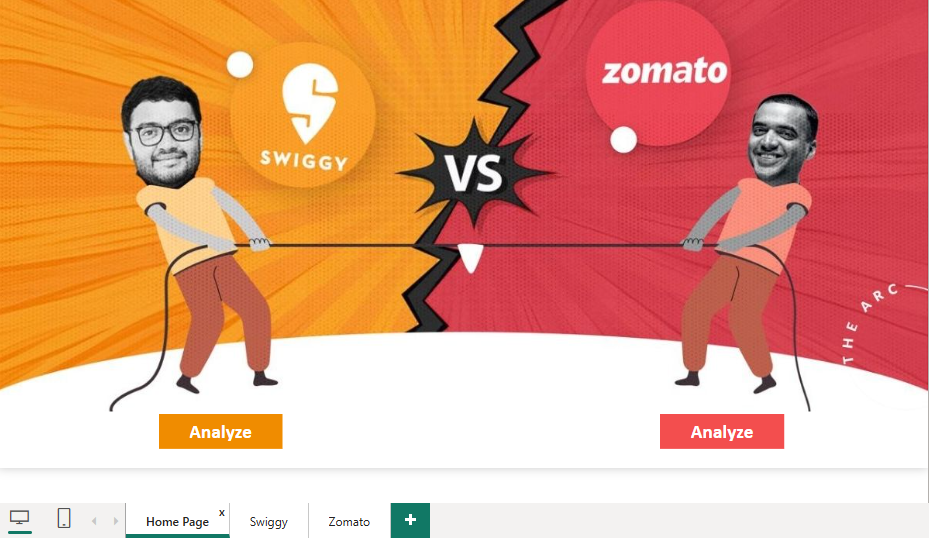 zomato
SWIGGY
VS
THE ARC
Analyze
Analyze
x
Home Page
Swiggy
Zomato
+